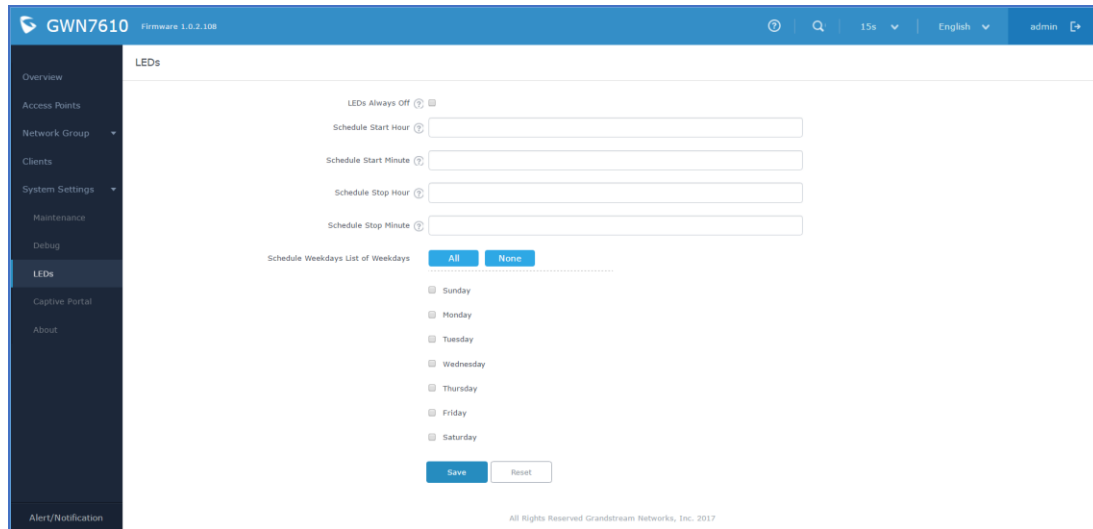 GWN7610 Firmware 1.0.2.108 15s English admin
LEDs
Overview
Access Points
Network Group
Clients
System Settings
Maintenance
Debug
LEDs
Captive Portal
About
Alert/Notification
LEDs Always Off
Schedule Start Hour
Schedule Start Minute
Schedule Stop Hour
Schedule Stop Minute
Schedule Weekdays List of Weekdays All None
Sunday
Monday
Tuesday
Wednesday
Thursday
Friday
Saturday
Save Reset
All Rights Reserved Grandstream Networks, Inc. 2017